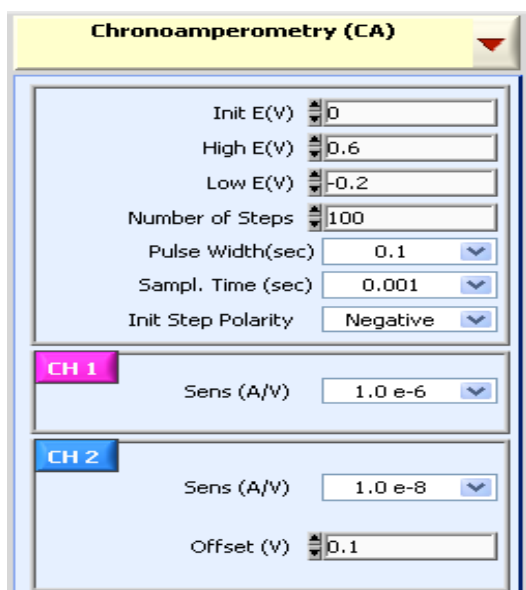 Chronoamperometry (CA)
Init E(V) 0
High E(V) 0.6
Low E(V) -0.2
Number of Steps 100
Pulse Width(sec) 0.1
Sampl. Time (sec) 0.001
Init Step Polarity Negative
CH 1
Sens (A/V) 1.0 e-6
CH 2
Sens (A/V) 1.0 e-8
Offset (V) 0.1